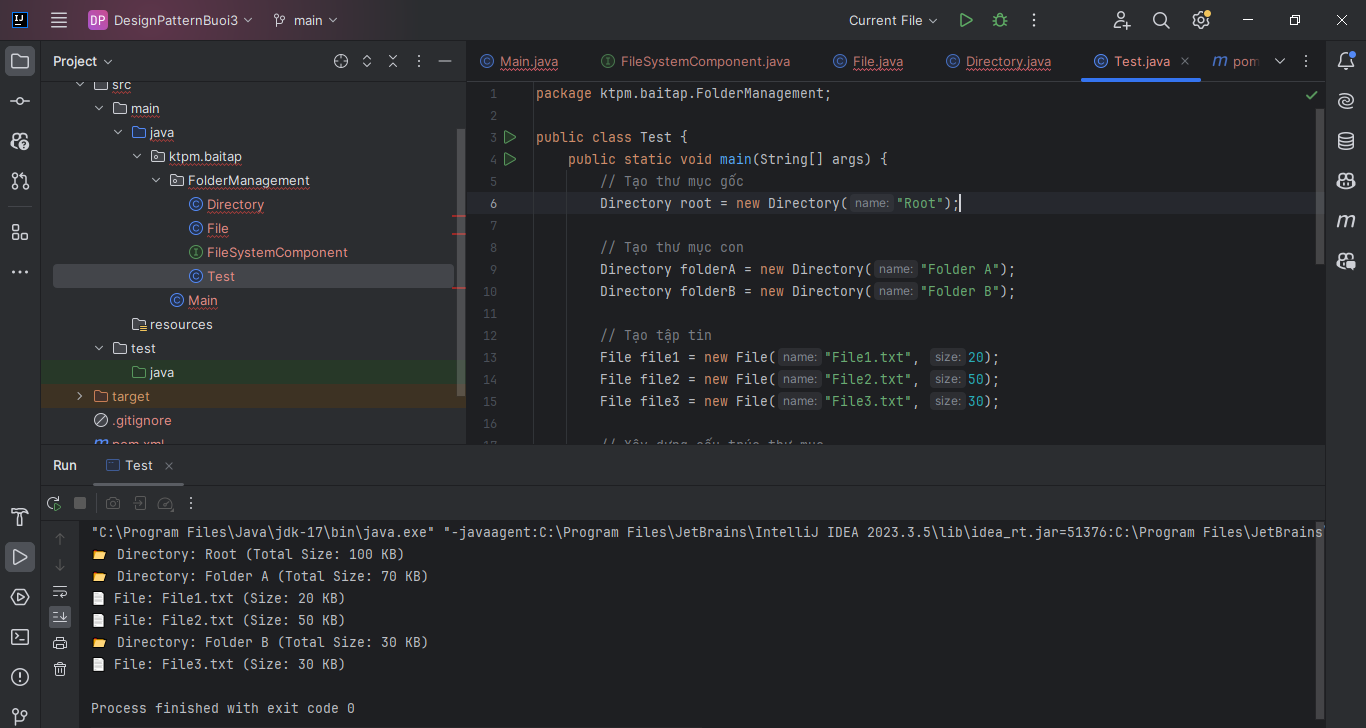 DP DesignPatternBuoi3 main Current File
Project
src
main
java
ktpm.baitap
FolderManagement
Directory
File
FileSystemComponent
Test
Main
resources
test
java
target
.gitignore
pom.xml
Main.java FileSystemComponent.java File.java Directory.java Test.java pom
1 package ktpm.baitap.FolderManagement;
2
3 public class Test {
4 public static void main(String[] args) {
5 // Tạo thư mục gốc
6 Directory root = new Directory( name: "Root");
7
8 // Tạo thư mục con
9 Directory folderA = new Directory( name: "Folder A");
10 Directory folderB = new Directory( name: "Folder B");
11
12 // Tạo tập tin
13 File file1 = new File( name: "File1.txt", size: 20);
14 File file2 = new File( name: "File2.txt", size: 50);
15 File file3 = new File( name: "File3.txt", size: 30);
16
17 // Xây dựng cấu trúc thư mục
Run Test
"C:\Program Files\Java\jdk-17\bin\java.exe" "-javaagent:C:\Program Files\JetBrains\IntelliJ IDEA 2023.3.5\lib\idea_rt.jar=51376:C:\Program Files\JetBrains
Directory: Root (Total Size: 100 KB)
Directory: Folder A (Total Size: 70 KB)
File: File1.txt (Size: 20 KB)
File: File2.txt (Size: 50 KB)
Directory: Folder B (Total Size: 30 KB)
File: File3.txt (Size: 30 KB)
Process finished with exit code 0